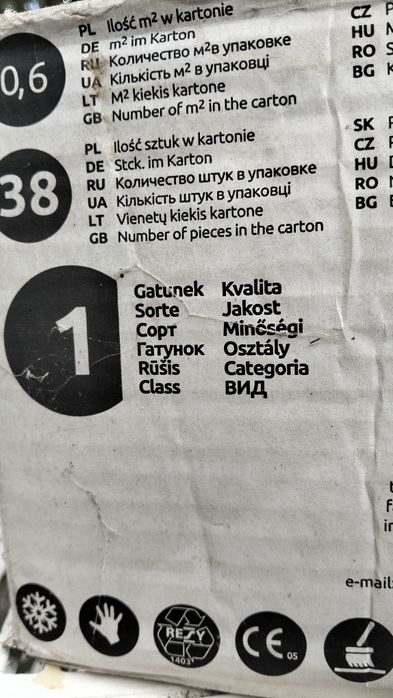 0,6
PL Ilość m² w kartonie
DE m² im Karton
RU Количество м² в упаковке
UA Кількість м² в упаковці
LT M² kiekis kartone
GB Number of m² in the carton
CZ
HU
RO
BG
38
PL Ilość sztuk w kartonie
DE Stck. im Karton
RU Количество штук в упаковке
UA Кількість штук в упаковці
LT Vienetų kiekis kartone
GB Number of pieces in the carton
SK
CZ
HU
RO
BG
1
Gatunek Kvalita
Sorte Jakost
Сорт Minőségi
Гатунок Osztály
Rūšis Categoria
Class ВИД
e-mail:
RESY
1403
CE 05